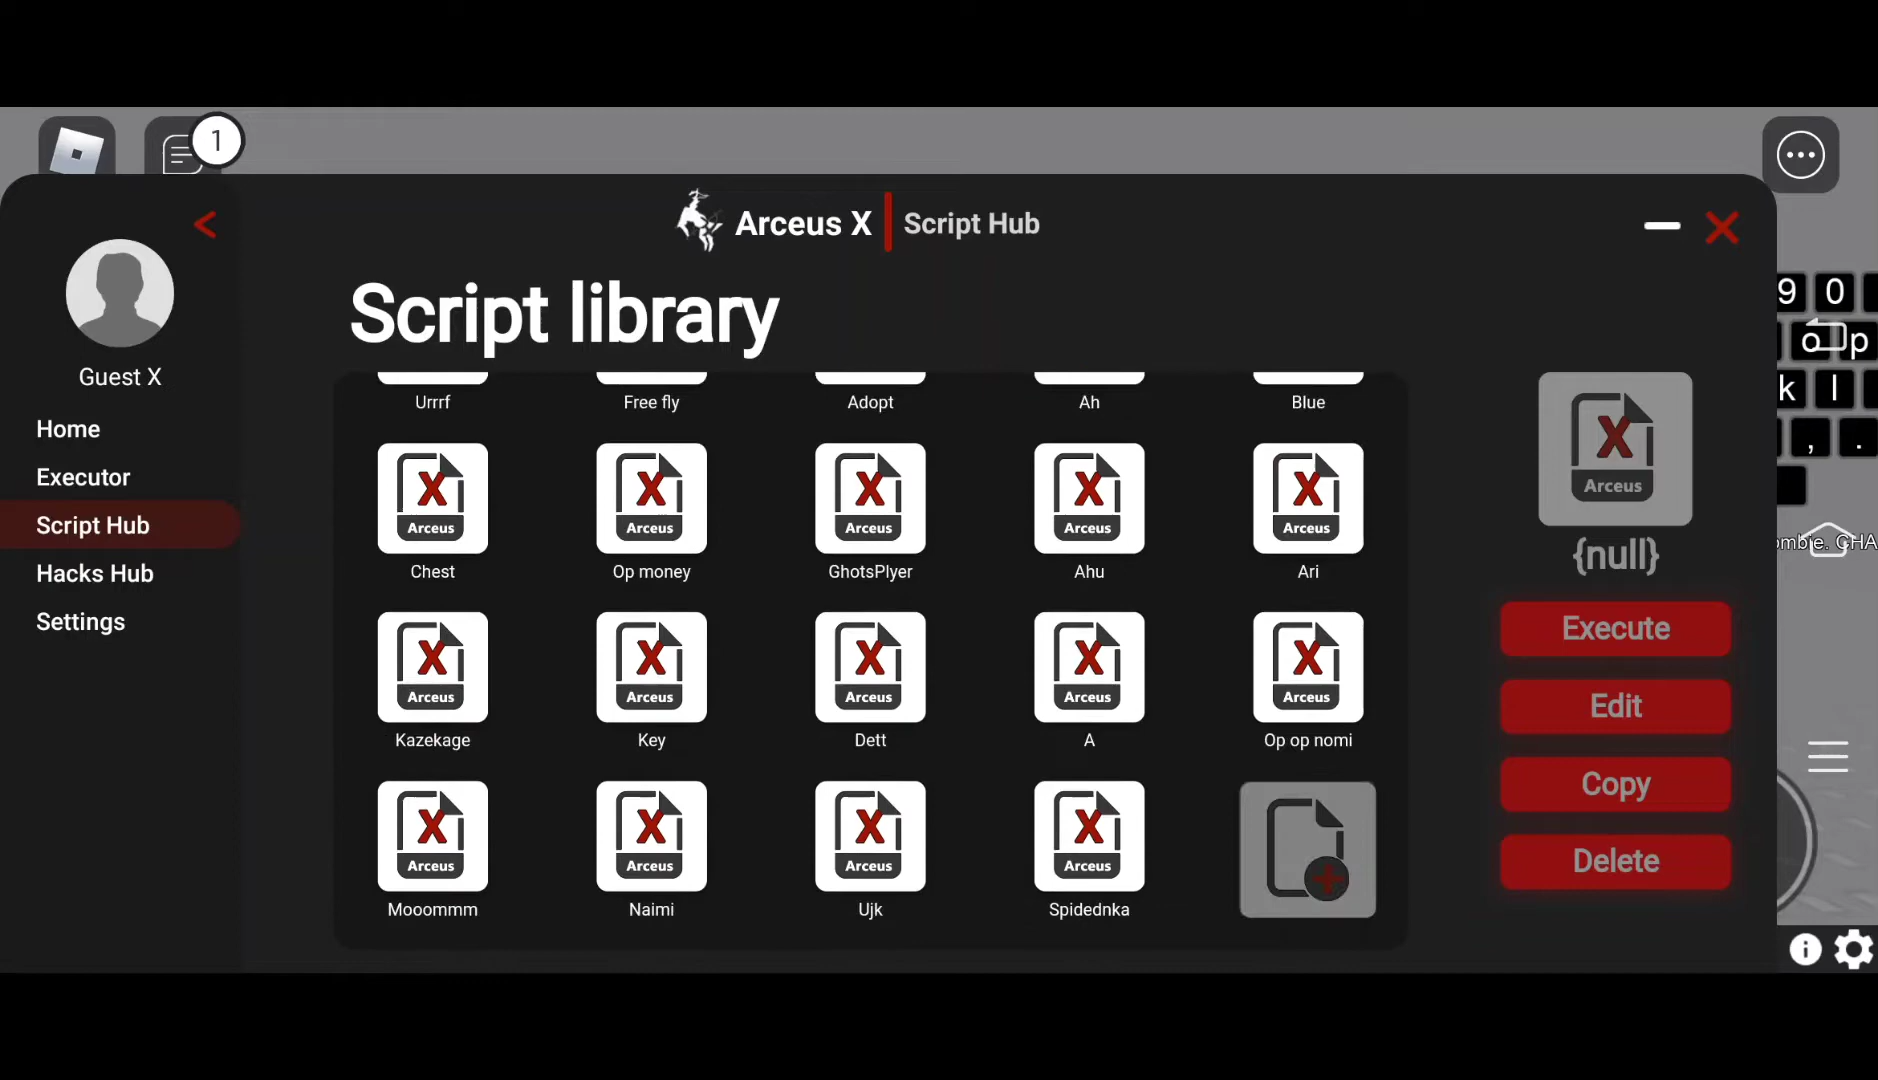 1
Arceus X
Script Hub
Script library
Guest X
Home
Executor
Script Hub
Hacks Hub
Settings
Urrrf
Free fly
Adopt
Ah
Blue
X
Arceus
Chest
X
Arceus
Op money
X
Arceus
GhotsPlyer
X
Arceus
Ahu
X
Arceus
Ari
X
Arceus
Kazekage
X
Arceus
Key
X
Arceus
Dett
X
Arceus
A
X
Arceus
Op op nomi
X
Arceus
Mooommm
X
Arceus
Naimi
X
Arceus
Ujk
X
Arceus
Spidednka
X
Arceus
{null}
Execute
Edit
Copy
Delete
9 0
o p
k l
, .
ombie. CHA
i